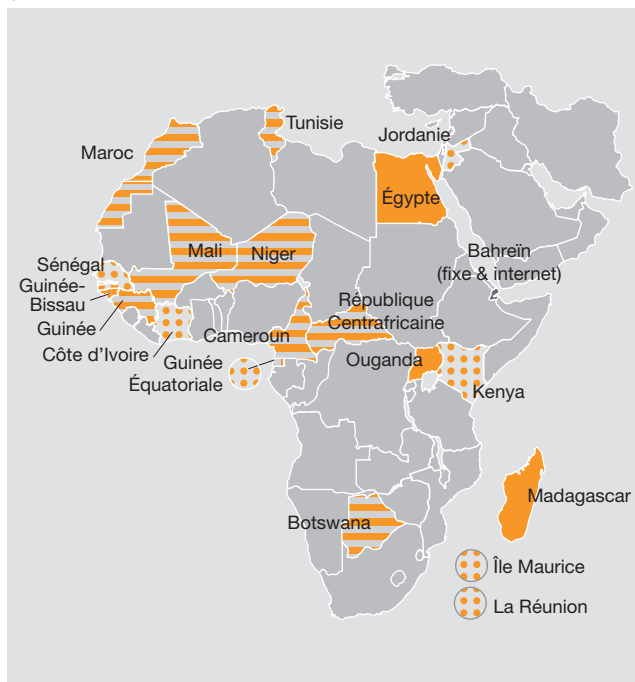 Tunisie
Jordanie
Maroc
Égypte
Mali
Niger
Bahreïn
(fixe & internet)
Sénégal
Guinée-
Bissau
République
Centrafricaine
Guinée
Cameroun
Côte d'Ivoire
Guinée
Équatoriale
Ouganda
Kenya
Madagascar
Botswana
Île Maurice
La Réunion